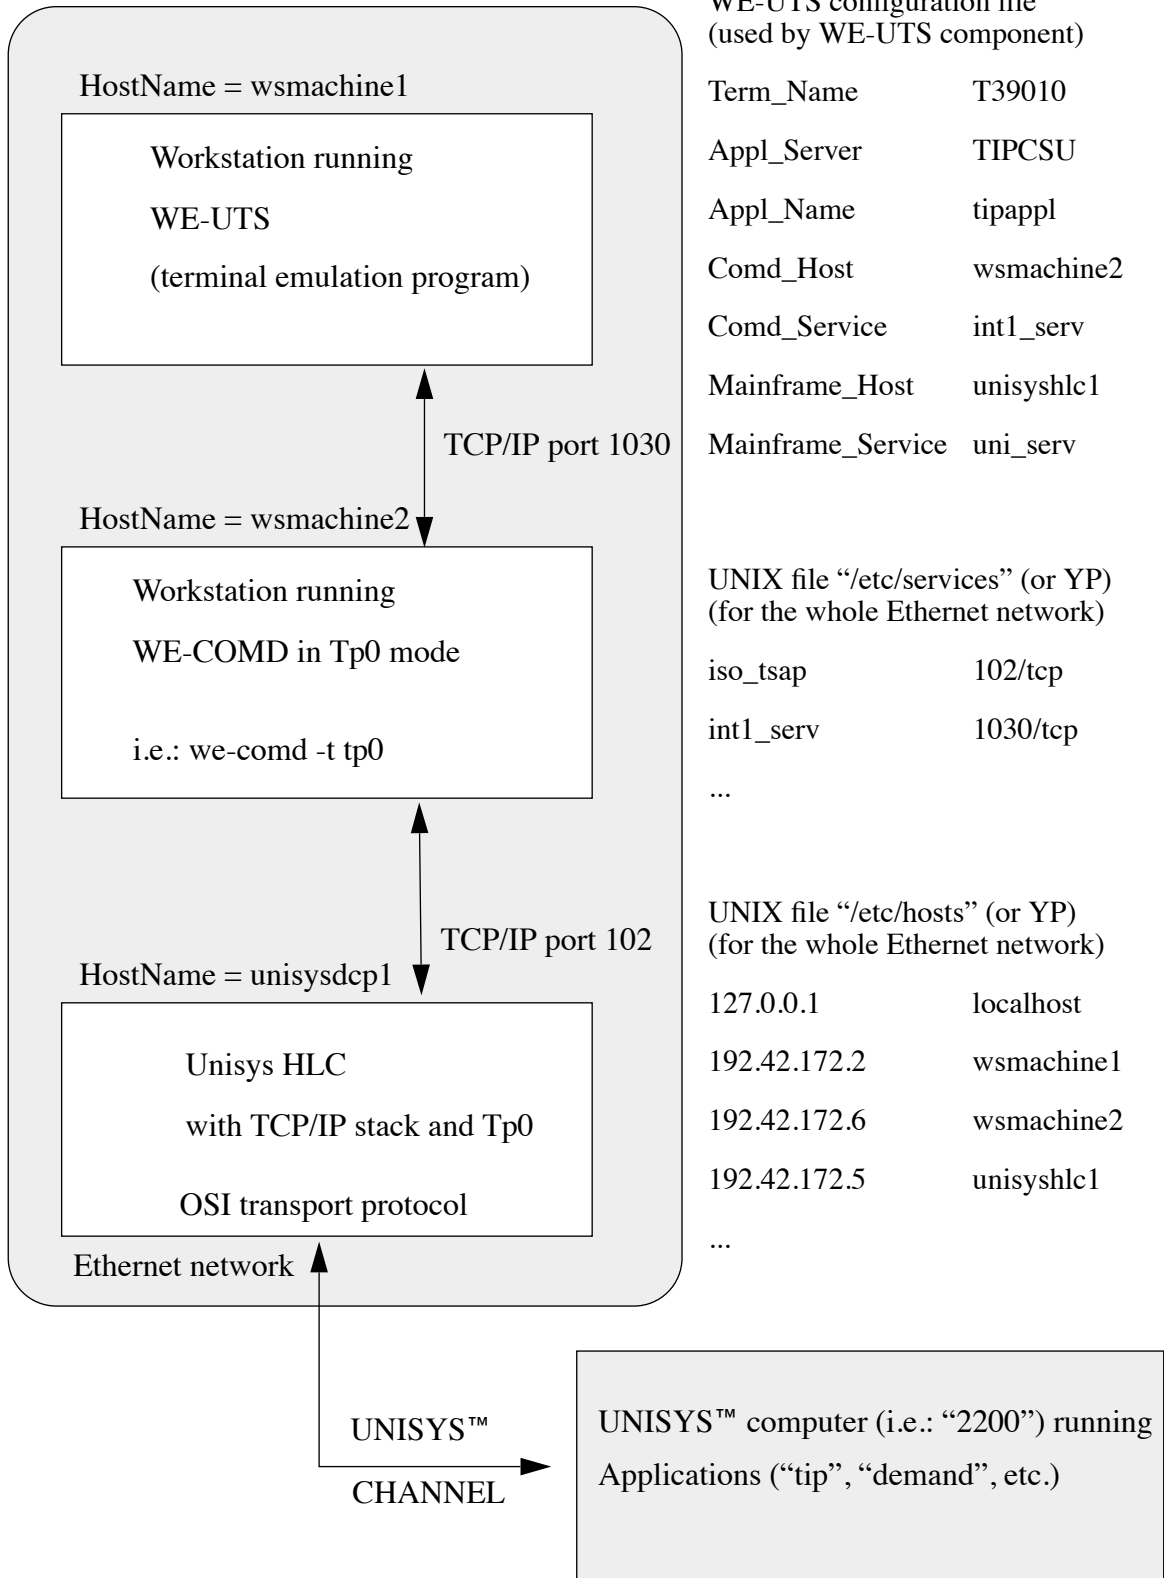 HostName = wsmachine1
Workstation running
WE-UTS
(terminal emulation program)
TCP/IP port 1030
HostName = wsmachine2
Workstation running
WE-COMD in Tp0 mode
i.e.: we-comd -t tp0
TCP/IP port 102
HostName = unisysdcp1
Unisys HLC
with TCP/IP stack and Tp0
OSI transport protocol
Ethernet network
UNISYS™
CHANNEL
UNISYS™ computer (i.e.: “2200”) running
Applications (“tip”, “demand”, etc.)
WE-UTS configuration file
(used by WE-UTS component)
Term_Name T39010
Appl_Server TIPCSU
Appl_Name tipappl
Comd_Host wsmachine2
Comd_Service int1_serv
Mainframe_Host unisyshlc1
Mainframe_Service uni_serv
UNIX file “/etc/services” (or YP)
(for the whole Ethernet network)
iso_tsap 102/tcp
int1_serv 1030/tcp
...
UNIX file “/etc/hosts” (or YP)
(for the whole Ethernet network)
127.0.0.1 localhost
192.42.172.2 wsmachine1
192.42.172.6 wsmachine2
192.42.172.5 unisyshlc1
...